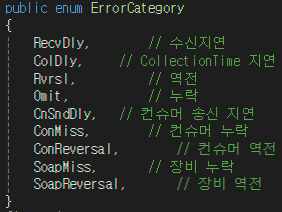 public enum ErrorCategory
{
RecvDly, // 수신지연
ColDly, // CollectionTime 지연
Rvrsl, // 역전
Omit, // 누락
CnSndDly, // 컨슈머 송신 지연
ConMiss, // 컨슈머 누락
ConReversal, // 컨슈머 역전
SoapMiss, // 장비 누락
SoapReversal, // 장비 역전
}